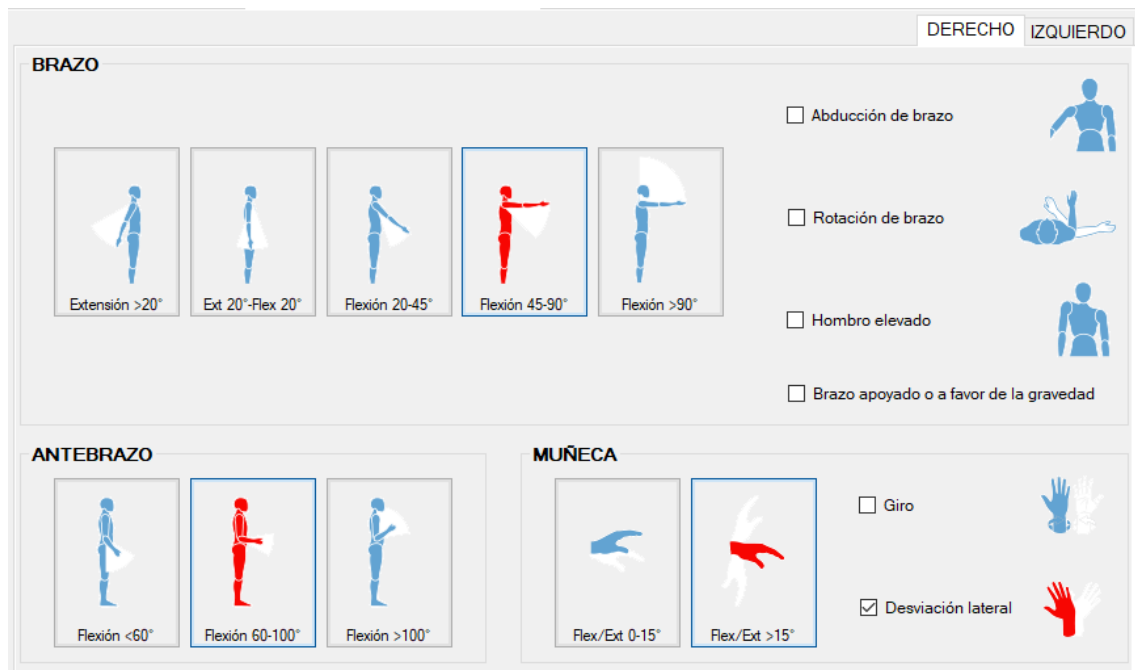 DERECHO IZQUIERDO
BRAZO
Abducción de brazo
Rotación de brazo
Extensión >20° Ext 20°-Flex 20° Flexión 20-45° Flexión 45-90° Flexión >90°
Hombro elevado
Brazo apoyado o a favor de la gravedad
ANTEBRAZO
Flexión <60° Flexión 60-100° Flexión >100°
MUÑECA
Giro
Desviación lateral
Flex/Ext 0-15° Flex/Ext >15°